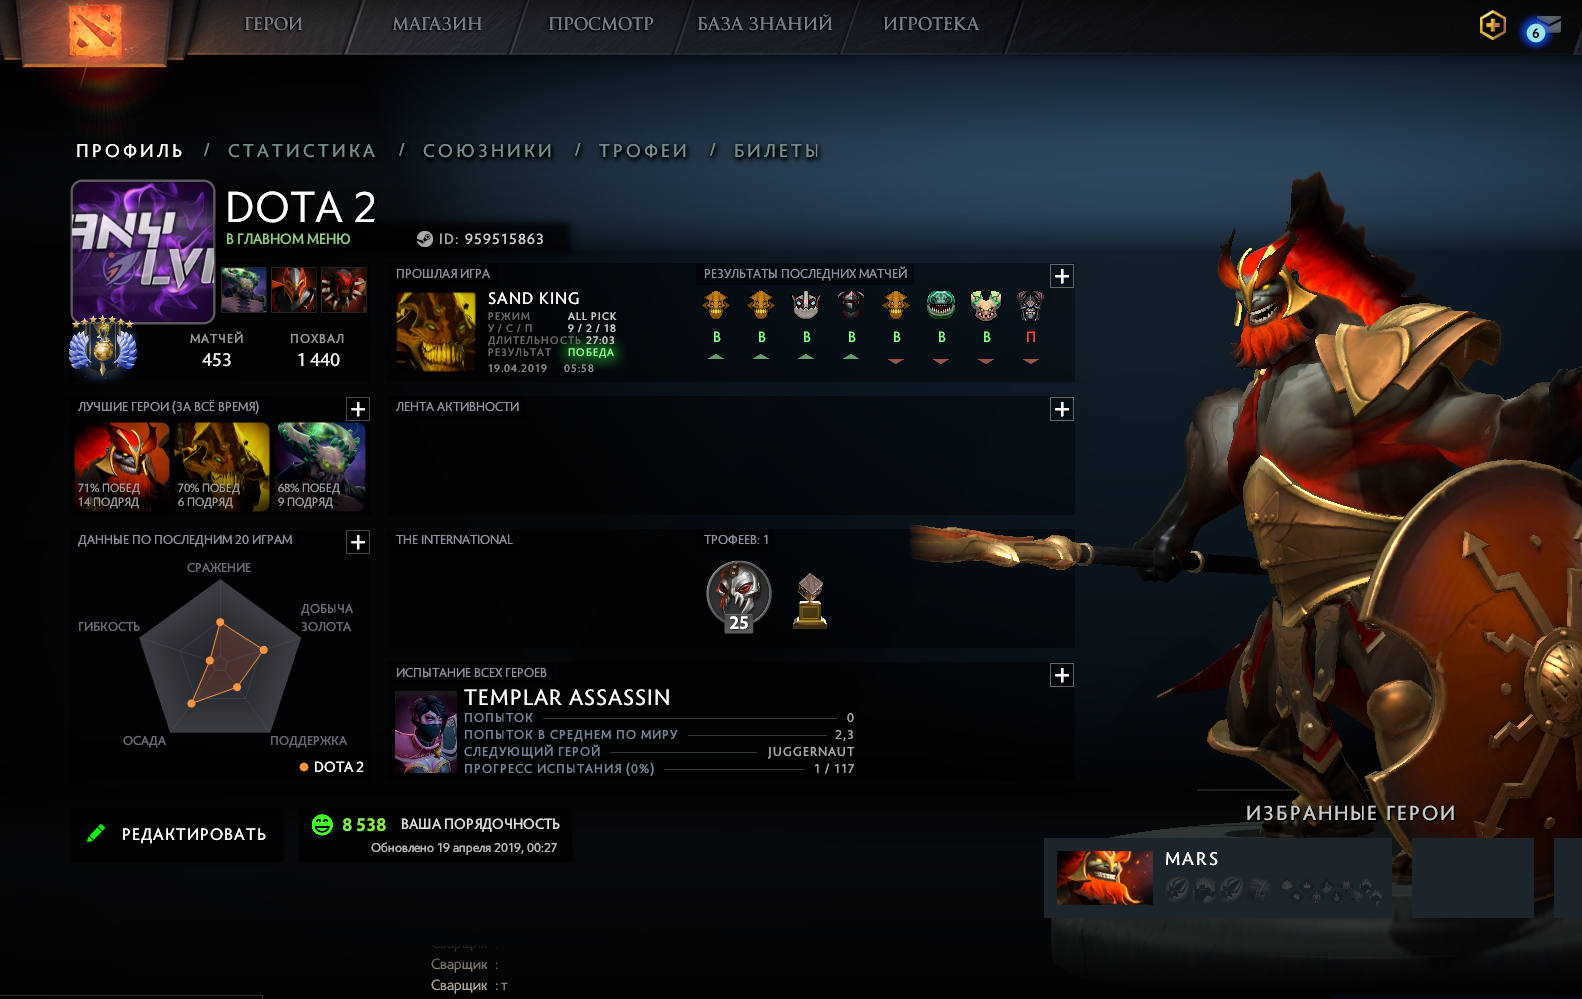 ГЕРОИ
МАГАЗИН
ПРОСМОТР
БАЗА ЗНАНИЙ
ИГРОТЕКА
6
ПРОФИЛЬ / СТАТИСТИКА / СОЮЗНИКИ / ТРОФЕИ / БИЛЕТЫ
DOTA 2
В ГЛАВНОМ МЕНЮ
ID: 959515863
МАТЧЕЙ
453
ПОХВАЛ
1 440
ПРОШЛАЯ ИГРА
SAND KING
РЕЖИМ ALL PICK
У / С / П 9 / 2 / 18
ДЛИТЕЛЬНОСТЬ 27:03
РЕЗУЛЬТАТ ПОБЕДА
19.04.2019 05:58
РЕЗУЛЬТАТЫ ПОСЛЕДНИХ МАТЧЕЙ
В В В В В В В П
ЛУЧШИЕ ГЕРОИ (ЗА ВСЁ ВРЕМЯ)
71% ПОБЕД
14 ПОДРЯД
70% ПОБЕД
6 ПОДРЯД
68% ПОБЕД
9 ПОДРЯД
ЛЕНТА АКТИВНОСТИ
ДАННЫЕ ПО ПОСЛЕДНИМ 20 ИГРАМ
СРАЖЕНИЕ
ДОБЫЧА
ЗОЛОТА
ГИБКОСТЬ
ОСАДА
ПОДДЕРЖКА
DOTA 2
THE INTERNATIONAL
ТРОФЕЕВ: 1
25
ИСПЫТАНИЕ ВСЕХ ГЕРОЕВ
TEMPLAR ASSASSIN
ПОПЫТОК 0
ПОПЫТОК В СРЕДНЕМ ПО МИРУ 2,3
СЛЕДУЮЩИЙ ГЕРОЙ JUGGERNAUT
ПРОГРЕСС ИСПЫТАНИЯ (0%) 1 / 117
РЕДАКТИРОВАТЬ
8 538 ВАША ПОРЯДОЧНОСТЬ
Обновлено 19 апреля 2019, 00:27
ИЗБРАННЫЕ ГЕРОИ
MARS
Сварщик :
Сварщик : т